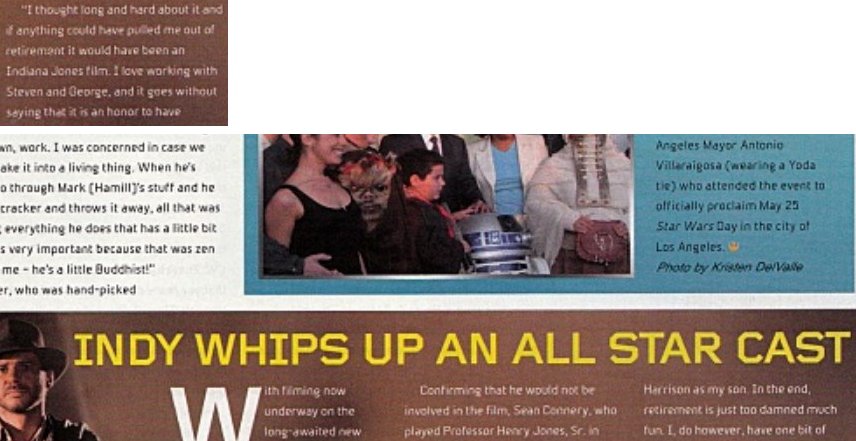 "I thought long and hard about it and
if anything could have pulled me out of
retirement it would have been an
Indiana Jones film. I love working with
Steven and George, and it goes without
saying that it is an honor to have
wn, work. I was concerned in case we
ake it into a living thing. When he's
o through Mark (Hamill)'s stuff and he
cracker and throws it away, all that was
everything he does that has a little bit
s very important because that was zen
me – he's a little Buddhist!"
er, who was hand-picked
Angeles Mayor Antonio
Villaraigosa (wearing a Yoda
tie) who attended the event to
officially proclaim May 25
Star Wars Day in the city of
Los Angeles.
Photo by Kristen DelValle
INDY WHIPS UP AN ALL STAR CAST
With filming now
underway on the
long-awaited new
Confirming that he would not be
involved in the film, Sean Connery, who
played Professor Henry Jones, Sr. in
Harrison as my son. In the end,
retirement is just too damned much
fun. I, do however, have one bit of